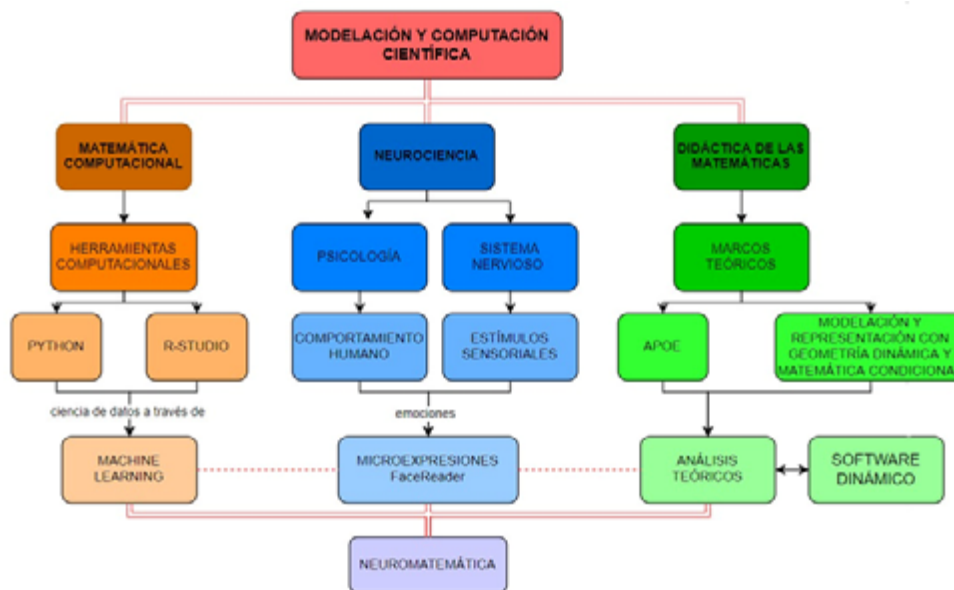 MODELACIÓN Y COMPUTACIÓN
CIENTÍFICA
MATEMÁTICA
COMPUTACIONAL
NEUROCIENCIA
DIDÁCTICA DE LAS
MATEMÁTICAS
HERRAMIENTAS
COMPUTACIONALES
PSICOLOGÍA
SISTEMA
NERVIOSO
MARCOS
TEÓRICOS
PYTHON
R-STUDIO
COMPORTAMIENTO
HUMANO
ESTÍMULOS
SENSORIALES
APOE
MODELACIÓN Y
REPRESENTACIÓN CON
GEOMETRÍA DINÁMICA Y
MATEMÁTICA CONDICIONA
ciencia de datos a través de
emociones
MACHINE
LEARNING
MICROEXPRESIONES
FaceReader
ANÁLISIS
TEÓRICOS
SOFTWARE
DINÁMICO
NEUROMATEMÁTICA